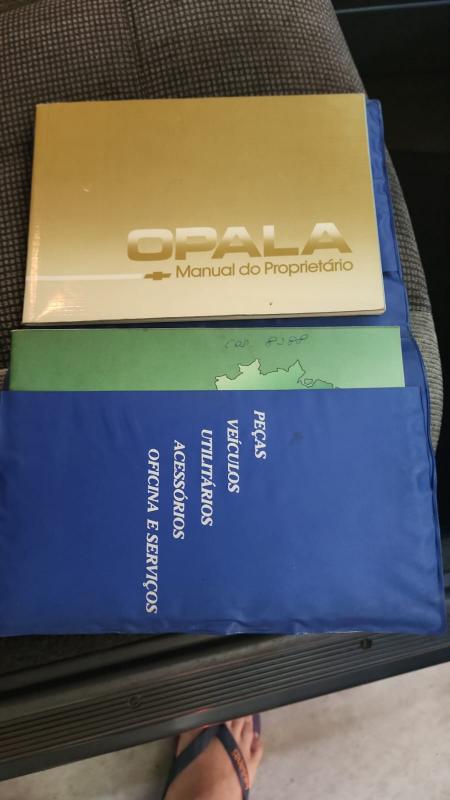 OPALA
Manual do Proprietário
PEÇAS
VEÍCULOS
UTILITÁRIOS
ACESSÓRIOS
OFICINA E SERVIÇOS